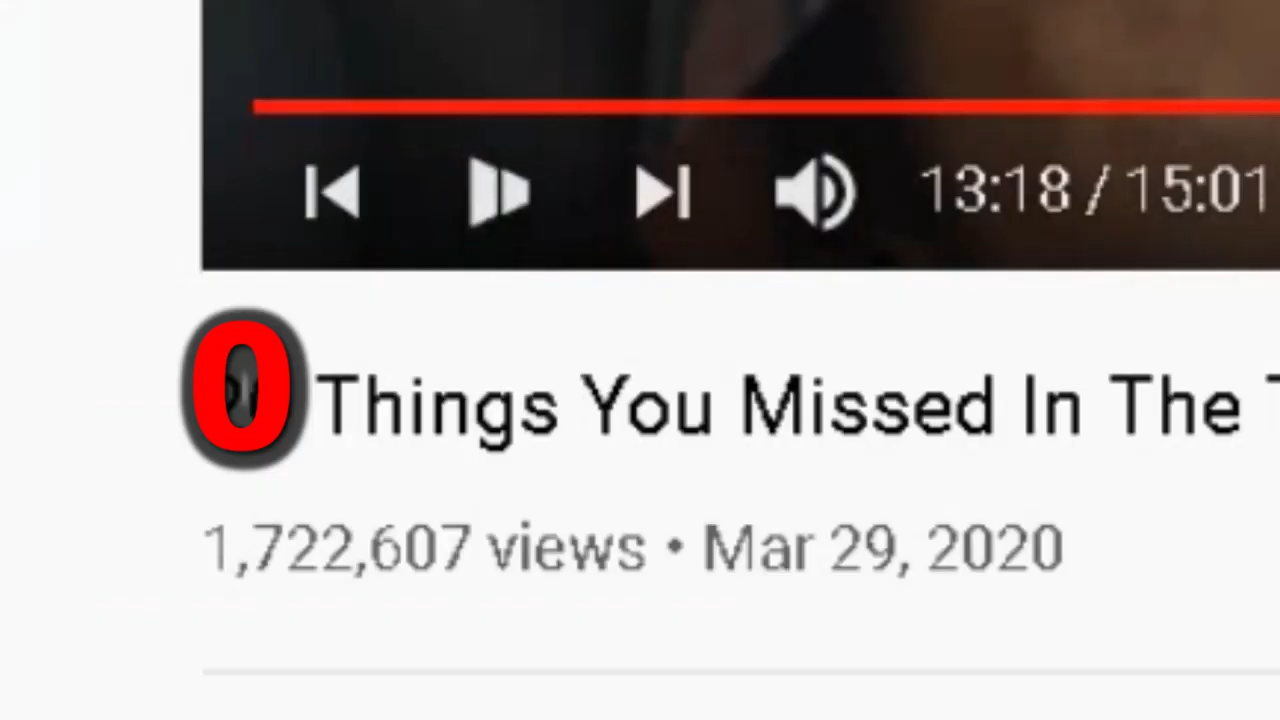 13:18 / 15:01
0 Things You Missed In The
1,722,607 views • Mar 29, 2020